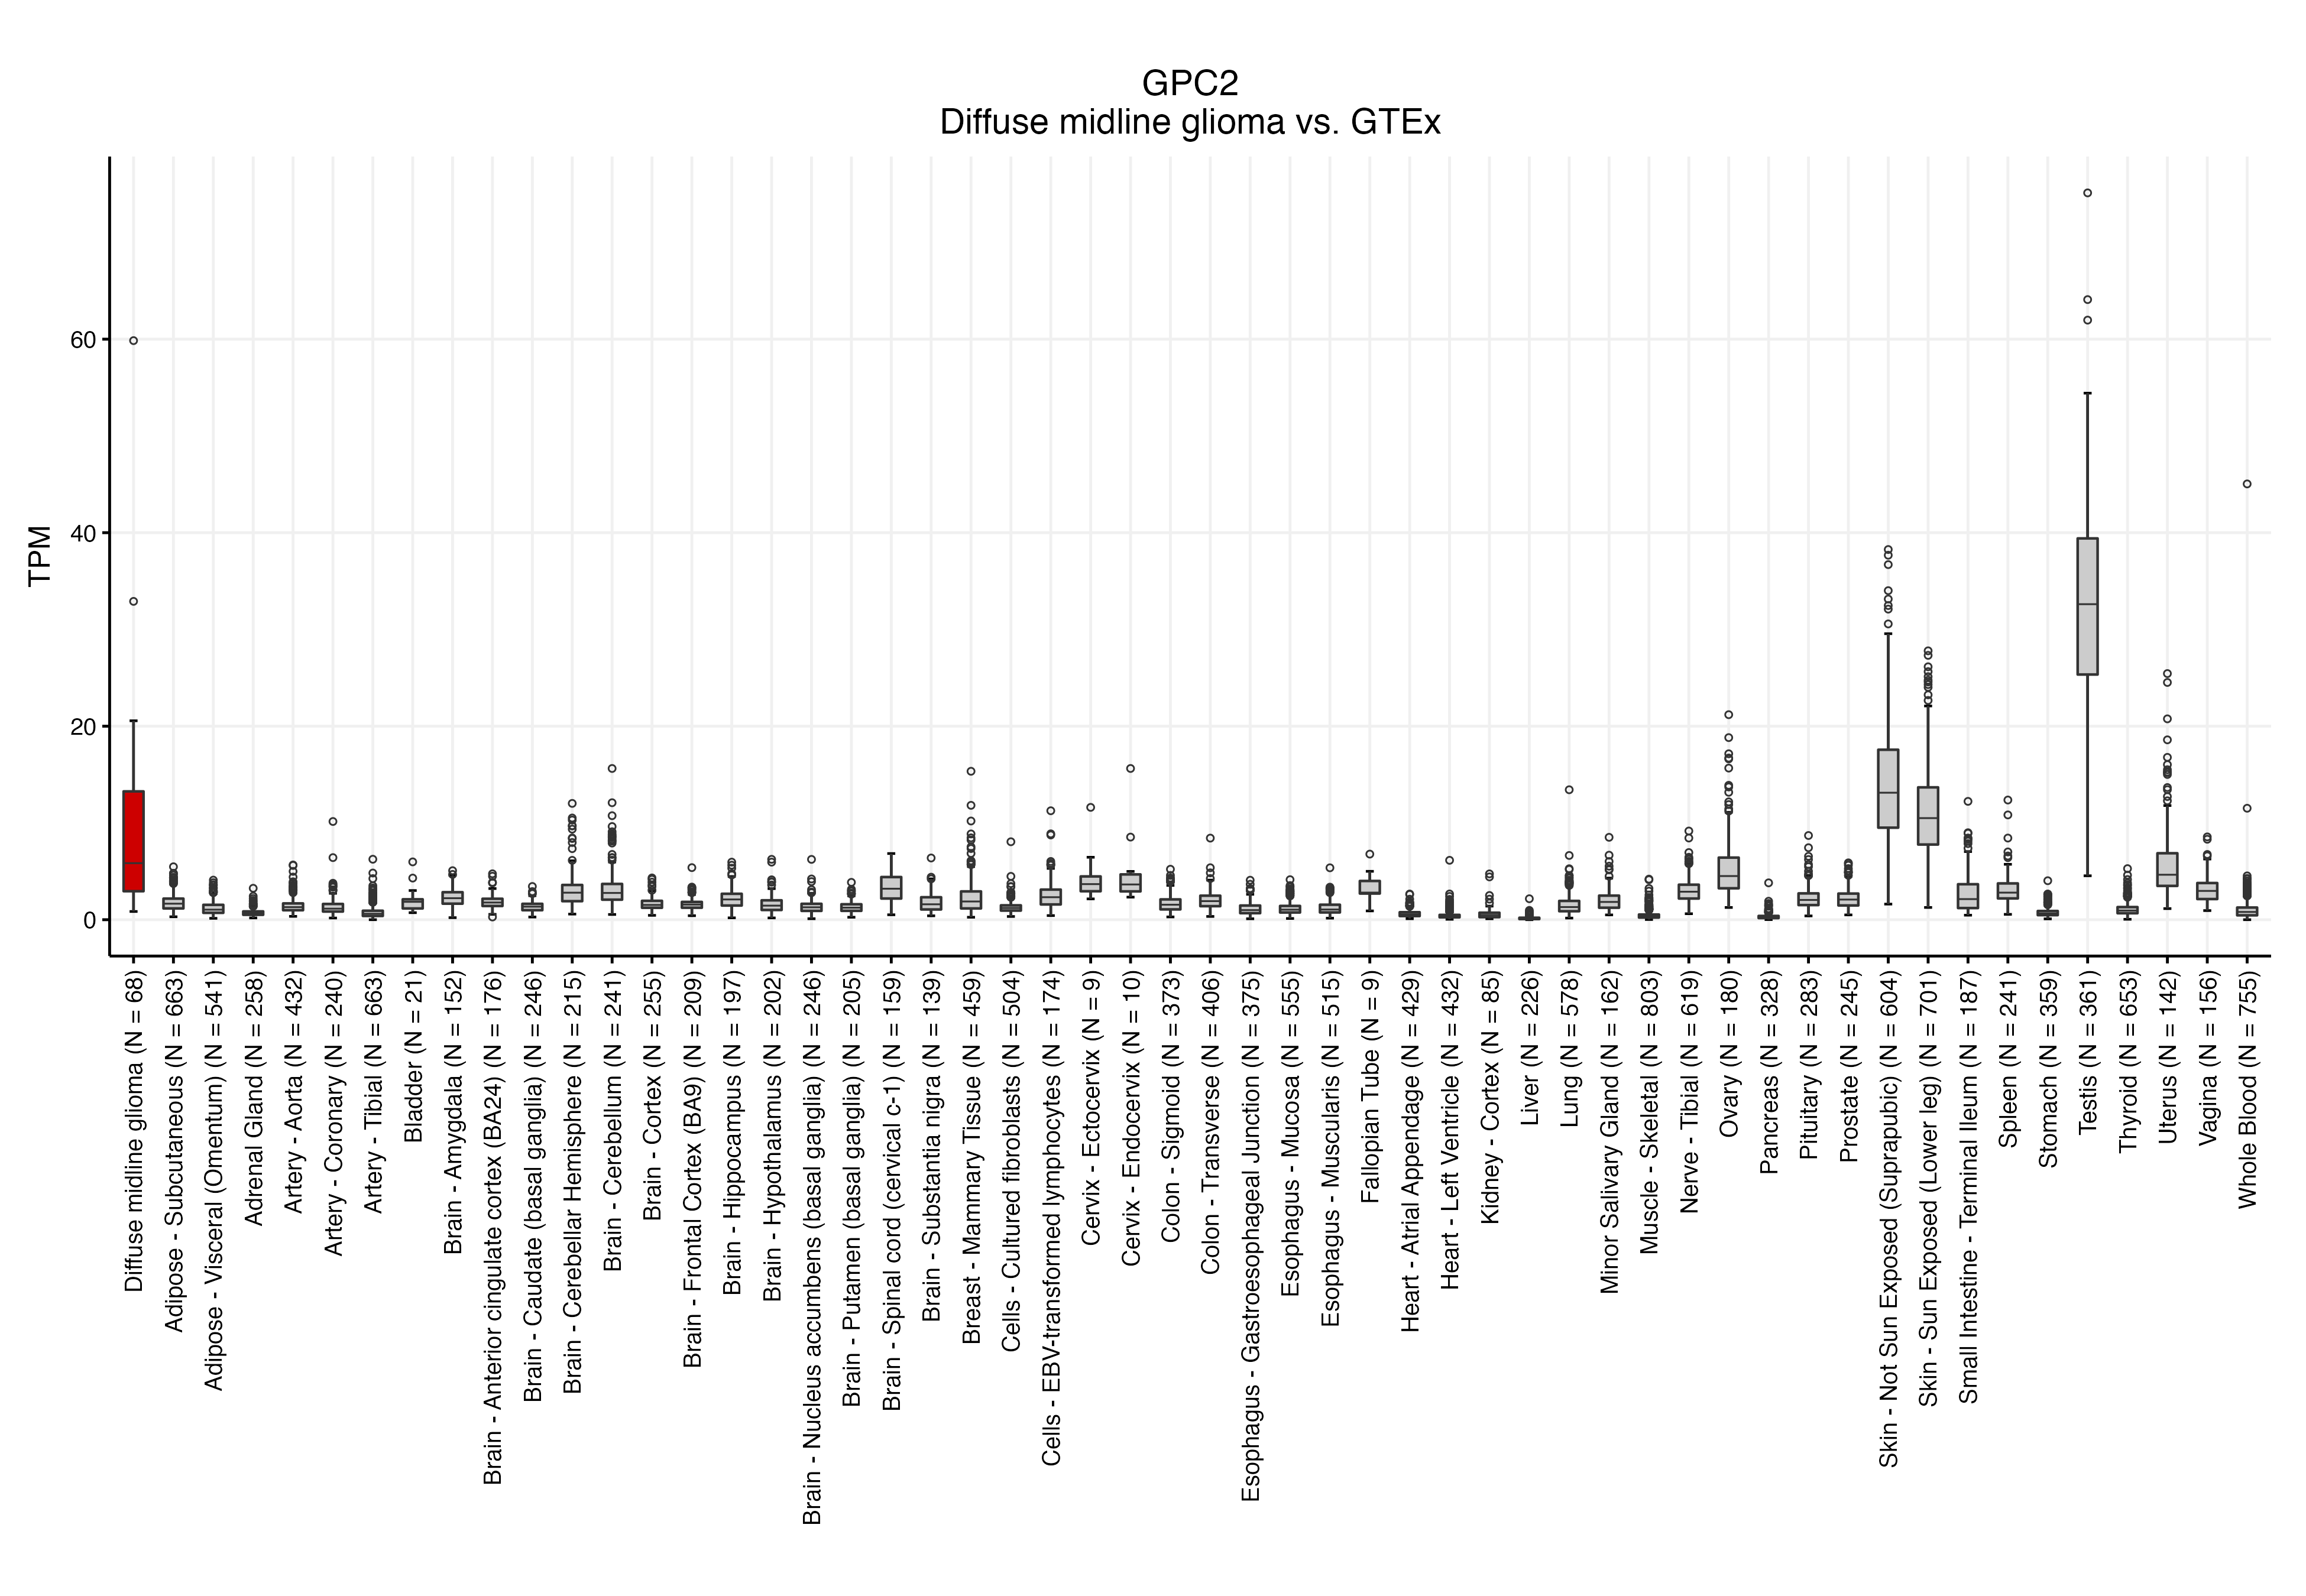 GPC2
Diffuse midline glioma vs. GTEx
TPM
60
40
20
0
Diffuse midline glioma (N = 68)
Adipose - Subcutaneous (N = 663)
Adipose - Visceral (Omentum) (N = 541)
Adrenal Gland (N = 258)
Artery - Aorta (N = 432)
Artery - Coronary (N = 240)
Artery - Tibial (N = 663)
Bladder (N = 21)
Brain - Amygdala (N = 152)
Brain - Anterior cingulate cortex (BA24) (N = 176)
Brain - Caudate (basal ganglia) (N = 246)
Brain - Cerebellar Hemisphere (N = 215)
Brain - Cerebellum (N = 241)
Brain - Cortex (N = 255)
Brain - Frontal Cortex (BA9) (N = 209)
Brain - Hippocampus (N = 197)
Brain - Hypothalamus (N = 202)
Brain - Nucleus accumbens (basal ganglia) (N = 246)
Brain - Putamen (basal ganglia) (N = 205)
Brain - Spinal cord (cervical c-1) (N = 159)
Brain - Substantia nigra (N = 139)
Breast - Mammary Tissue (N = 459)
Cells - Cultured fibroblasts (N = 504)
Cells - EBV-transformed lymphocytes (N = 174)
Cervix - Ectocervix (N = 9)
Cervix - Endocervix (N = 10)
Colon - Sigmoid (N = 373)
Colon - Transverse (N = 406)
Esophagus - Gastroesophageal Junction (N = 375)
Esophagus - Mucosa (N = 555)
Esophagus - Muscularis (N = 515)
Fallopian Tube (N = 9)
Heart - Atrial Appendage (N = 429)
Heart - Left Ventricle (N = 432)
Kidney - Cortex (N = 85)
Liver (N = 226)
Lung (N = 578)
Minor Salivary Gland (N = 162)
Muscle - Skeletal (N = 803)
Nerve - Tibial (N = 619)
Ovary (N = 180)
Pancreas (N = 328)
Pituitary (N = 283)
Prostate (N = 245)
Skin - Not Sun Exposed (Suprapubic) (N = 604)
Skin - Sun Exposed (Lower leg) (N = 701)
Small Intestine - Terminal Ileum (N = 187)
Spleen (N = 241)
Stomach (N = 359)
Testis (N = 361)
Thyroid (N = 653)
Uterus (N = 142)
Vagina (N = 156)
Whole Blood (N = 755)